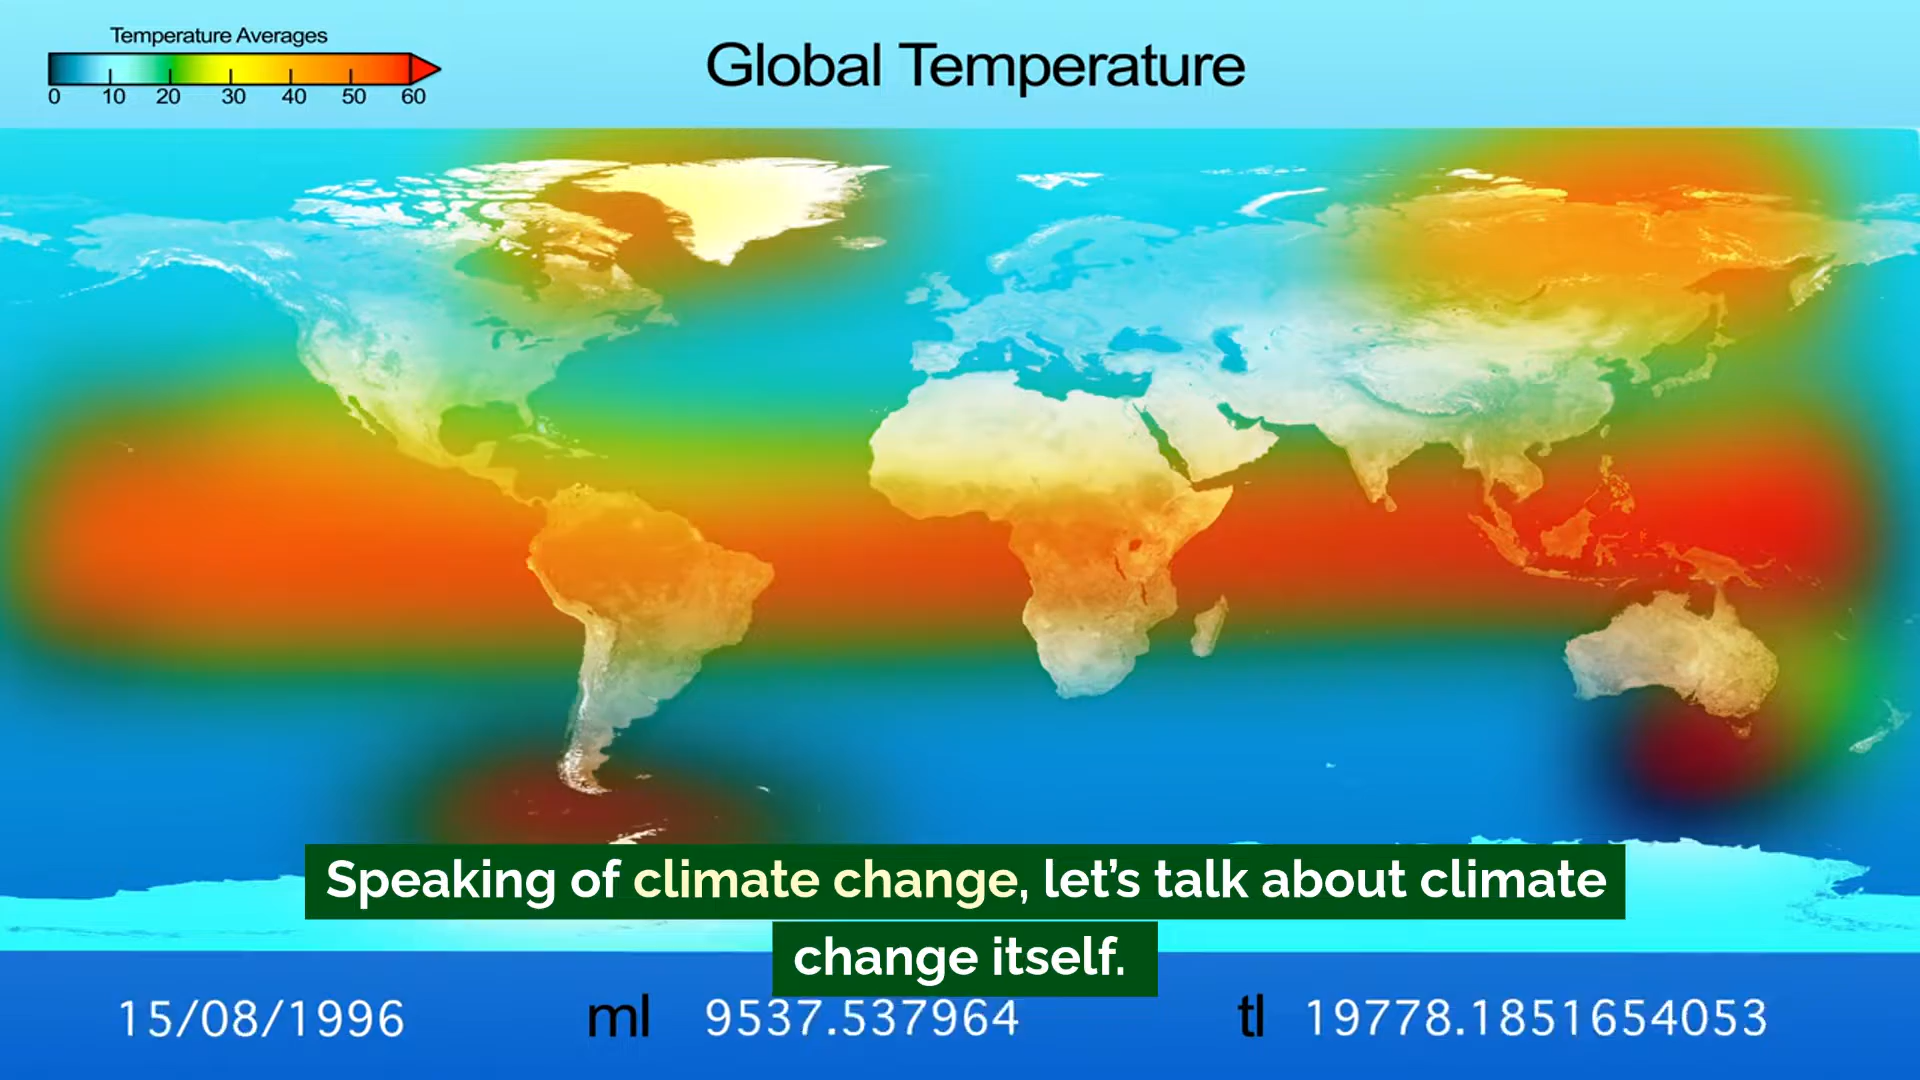 Temperature Averages
0 10 20 30 40 50 60
Global Temperature
Speaking of climate change, let’s talk about climate
change itself.
15/08/1996 ml 9537.537964 tl 19778.1851654053